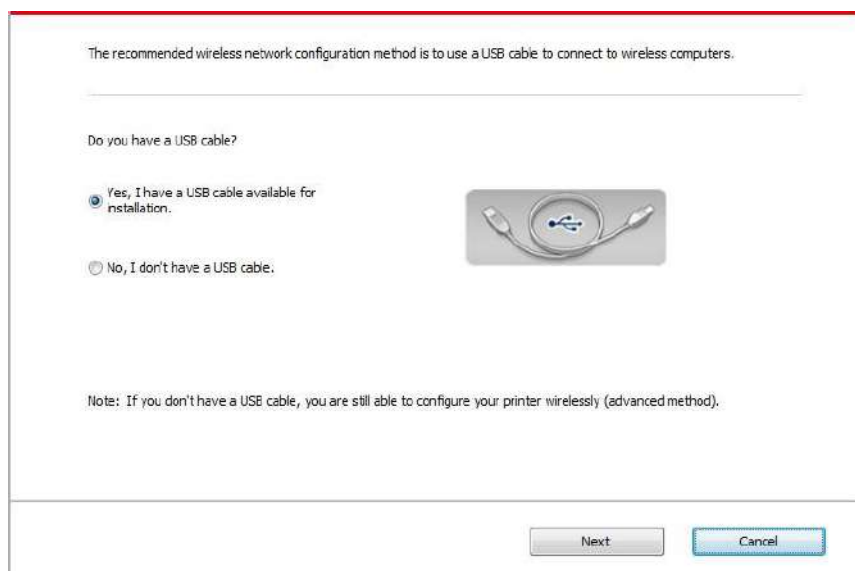 The recommended wireless network configuration method is to use a USB cable to connect to wireless computers.
Do you have a USB cable?
Yes, I have a USB cable available for
installation.
No, I don't have a USB cable.
Note: If you don't have a USB cable, you are still able to configure your printer wirelessly (advanced method).
Next
Cancel